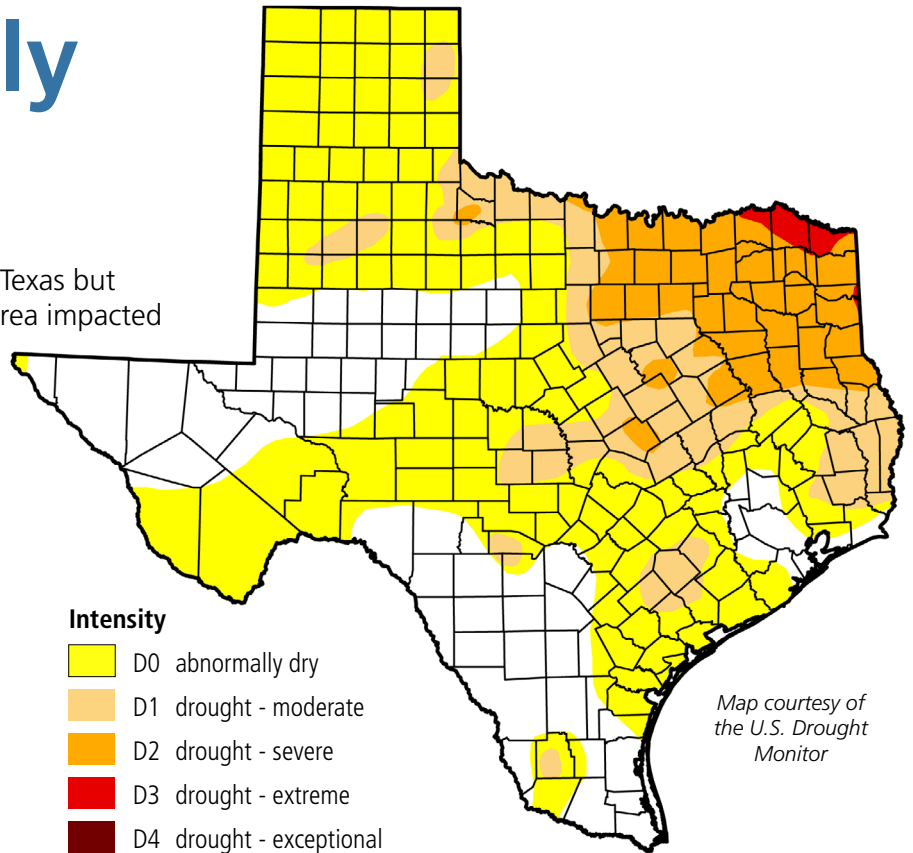 ly
Texas but
rea impacted
Intensity
D0 abnormally dry
D1 drought - moderate
D2 drought - severe
D3 drought - extreme
D4 drought - exceptional
Map courtesy of
the U.S. Drought
Monitor